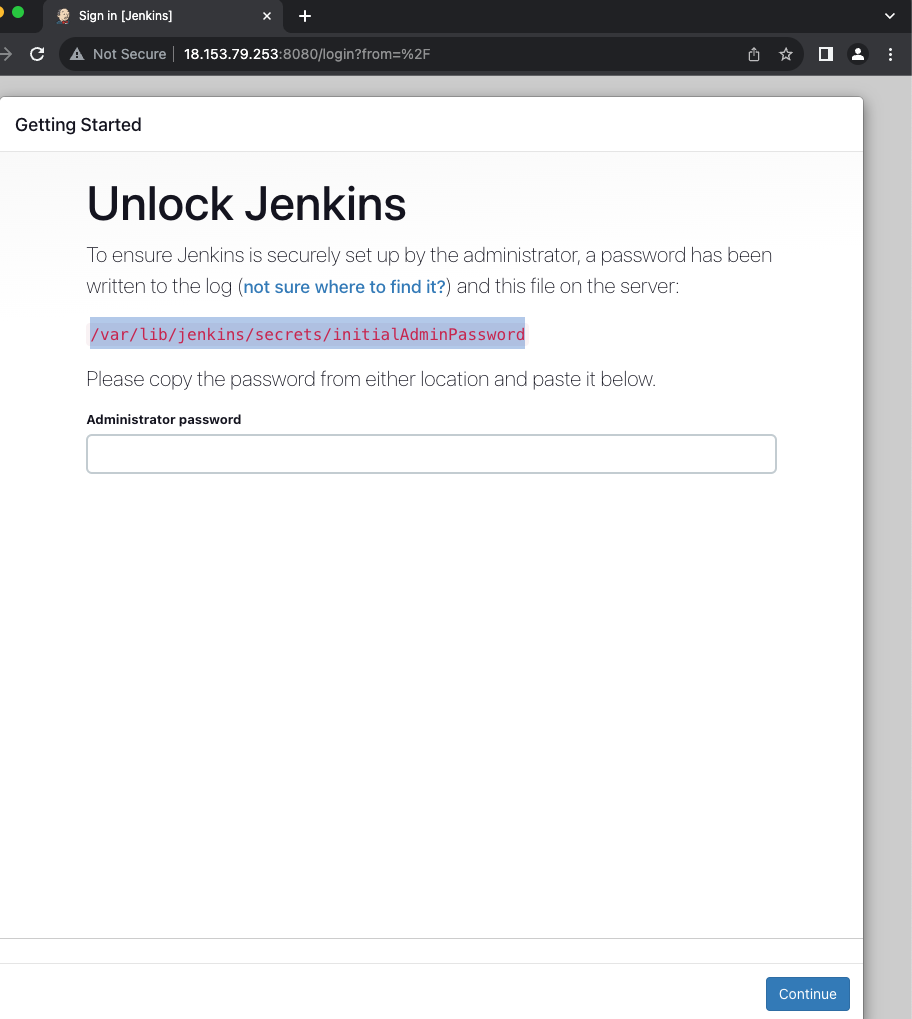 Sign in [Jenkins]
Not Secure 18.153.79.253:8080/login?from=%2F
Getting Started
Unlock Jenkins
To ensure Jenkins is securely set up by the administrator, a password has been
written to the log (not sure where to find it?) and this file on the server:
/var/lib/jenkins/secrets/initialAdminPassword
Please copy the password from either location and paste it below.
Administrator password
Continue